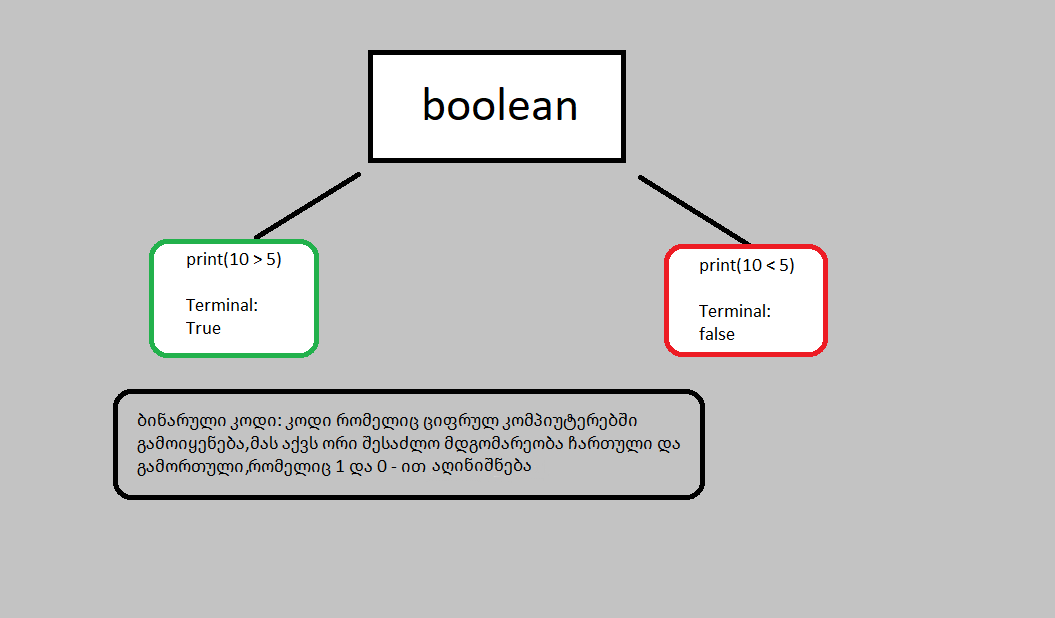 boolean
print(10 > 5)
Terminal:
True
print(10 < 5)
Terminal:
false
ბინარული კოდი: კოდი რომელიც ციფრულ კომპიუტერებში
გამოიყენება,მას აქვს ორი შესაძლო მდგომარეობა ჩართული და
გამორთული,რომელიც 1 და 0 - ით აღინიშნება